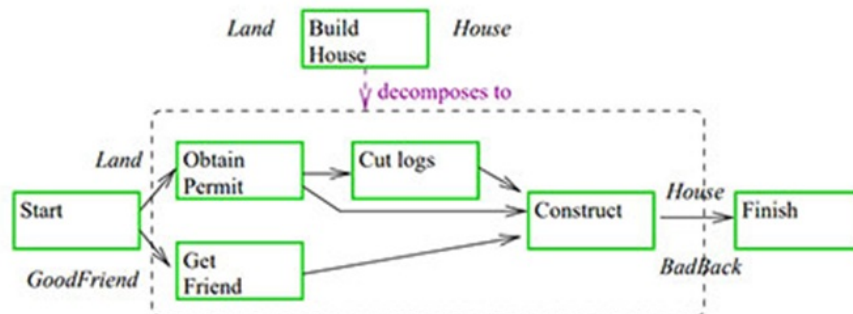 Land
Build
House
House
decomposes to
Land
Obtain
Permit
Cut logs
Start
Construct
House
Finish
GoodFriend
Get
Friend
BadBack